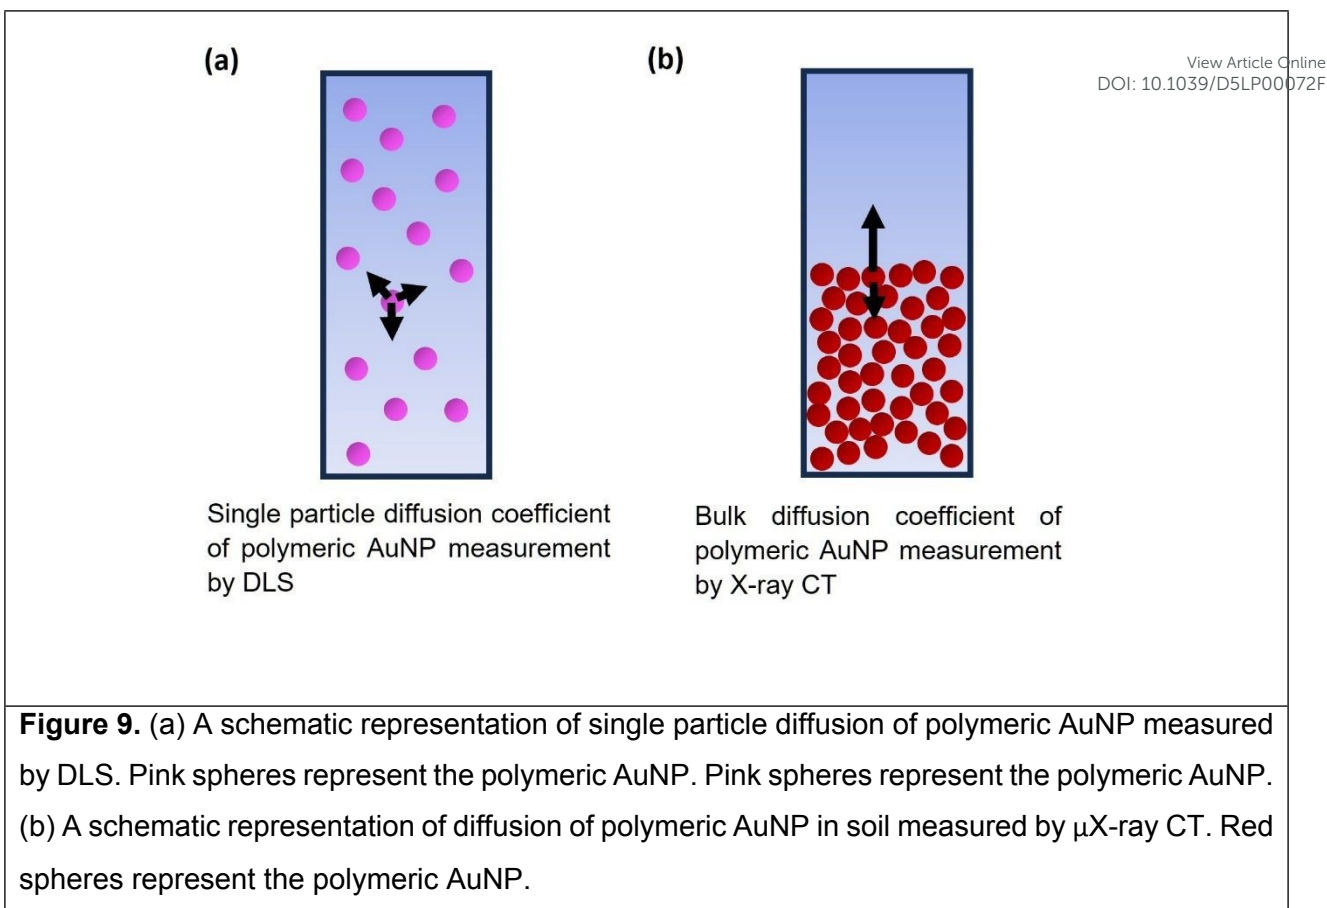 (a)
(b)
View Article Online
DOI: 10.1039/D5LP00072F
Single particle diffusion coefficient
of polymeric AuNP measurement
by DLS
Bulk diffusion coefficient of
polymeric AuNP measurement
by X-ray CT
Figure 9. (a) A schematic representation of single particle diffusion of polymeric AuNP measured
by DLS. Pink spheres represent the polymeric AuNP. Pink spheres represent the polymeric AuNP.
(b) A schematic representation of diffusion of polymeric AuNP in soil measured by μX-ray CT. Red
spheres represent the polymeric AuNP.